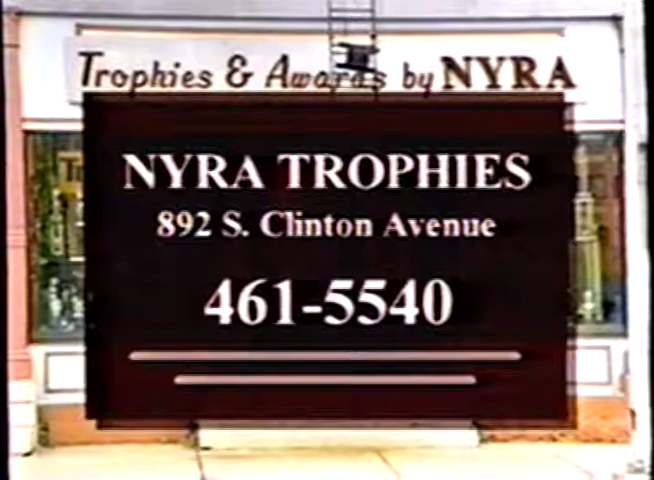 Trophies & Awards by NYRA
NYRA TROPHIES
892 S. Clinton Avenue
461-5540